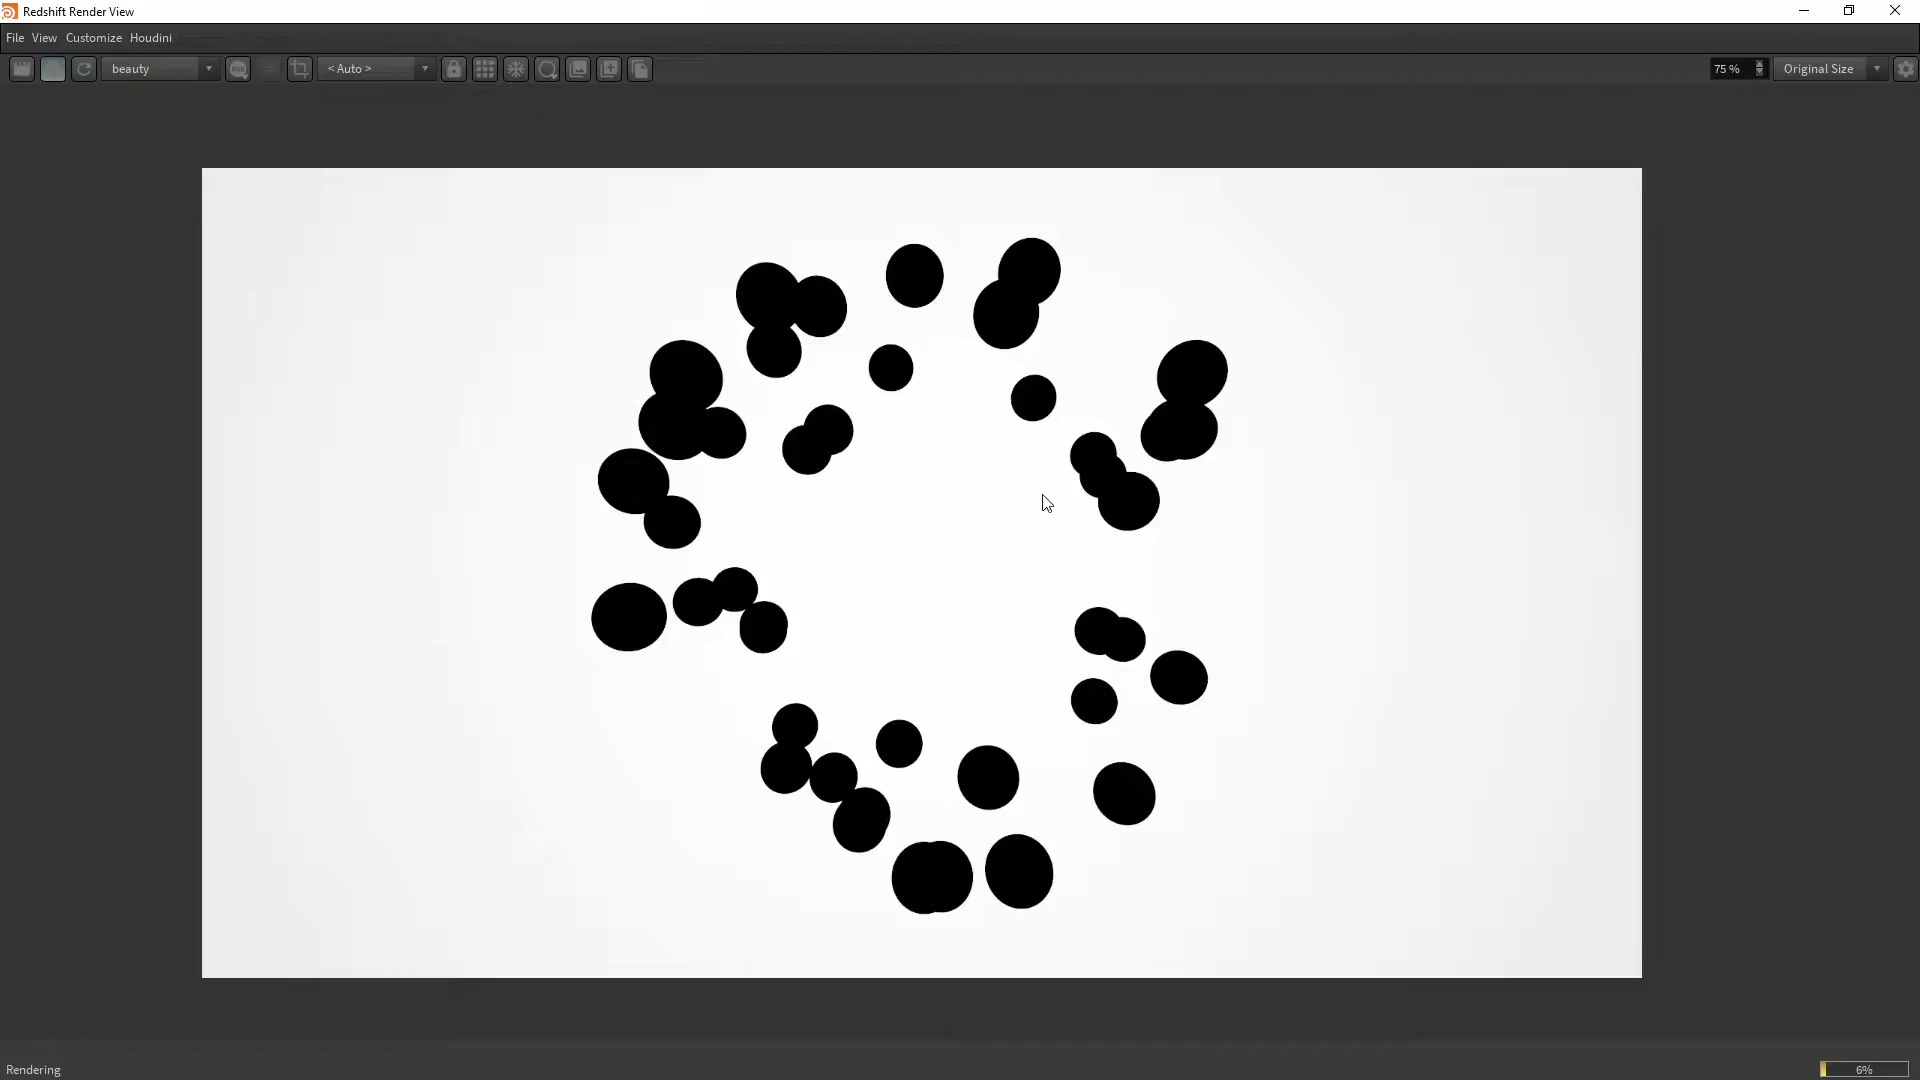 Redshift Render View
File View Customize Houdini
beauty < Auto > 75 % Original Size
Rendering 6%